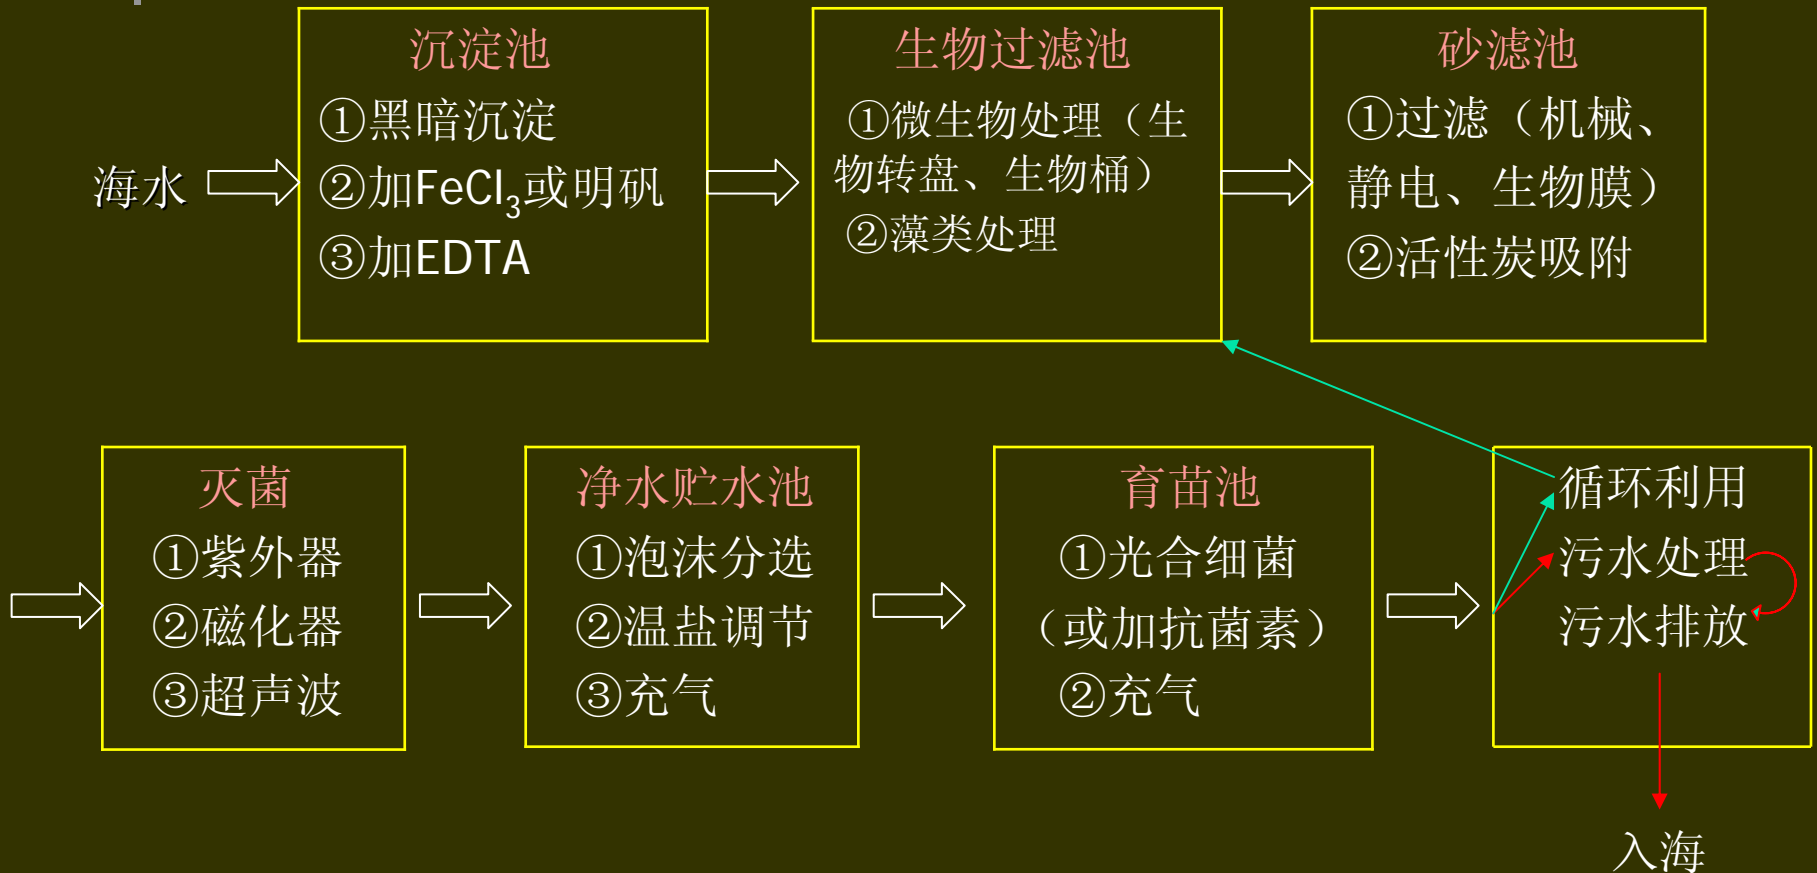 海水
沉淀池
①黑暗沉淀
②加FeCl₃或明矾
③加EDTA
生物过滤池
①微生物处理（生
物转盘、生物桶）
②藻类处理
砂滤池
①过滤（机械、
静电、生物膜）
②活性炭吸附
灭菌
①紫外器
②磁化器
③超声波
净水贮水池
①泡沫分选
②温盐调节
③充气
育苗池
①光合细菌
（或加抗菌素）
②充气
循环利用
污水处理
污水排放
入海